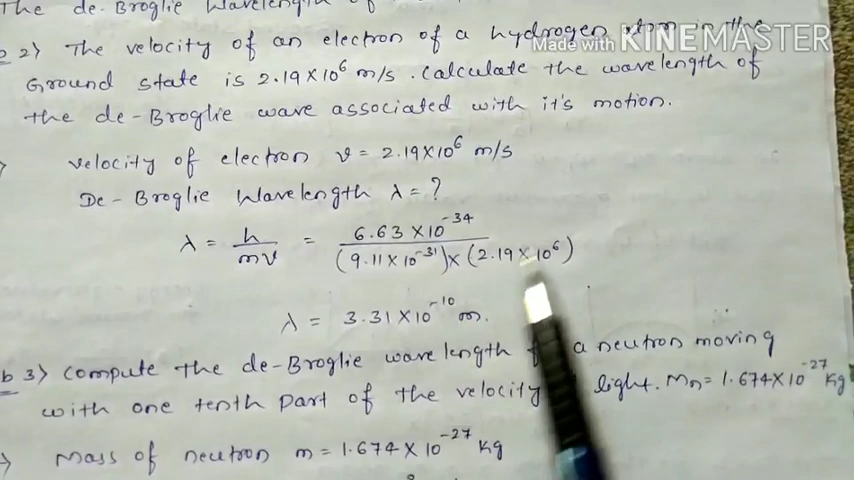 The de-Broglie Wavelength of
b 2) The velocity of an electron of a hydrogen atom in the
Made with KINEMASTER
Ground state is 2.19×10⁶ m/s. Calculate the wavelength of
the de-Broglie wave associated with it's motion.
velocity of electron v = 2.19×10⁶ m/s
De-Broglie Wavelength λ = ?
λ = h/mv = 6.63×10⁻³⁴/(9.11×10⁻³¹)×(2.19×10⁶)
λ = 3.31×10⁻¹⁰ m.
b 3) Compute the de-Broglie wavelength a neutron moving
with one tenth part of the velocity light. Mn = 1.674×10⁻²⁷ Kg
Mass of neutron m = 1.674×10⁻²⁷ Kg